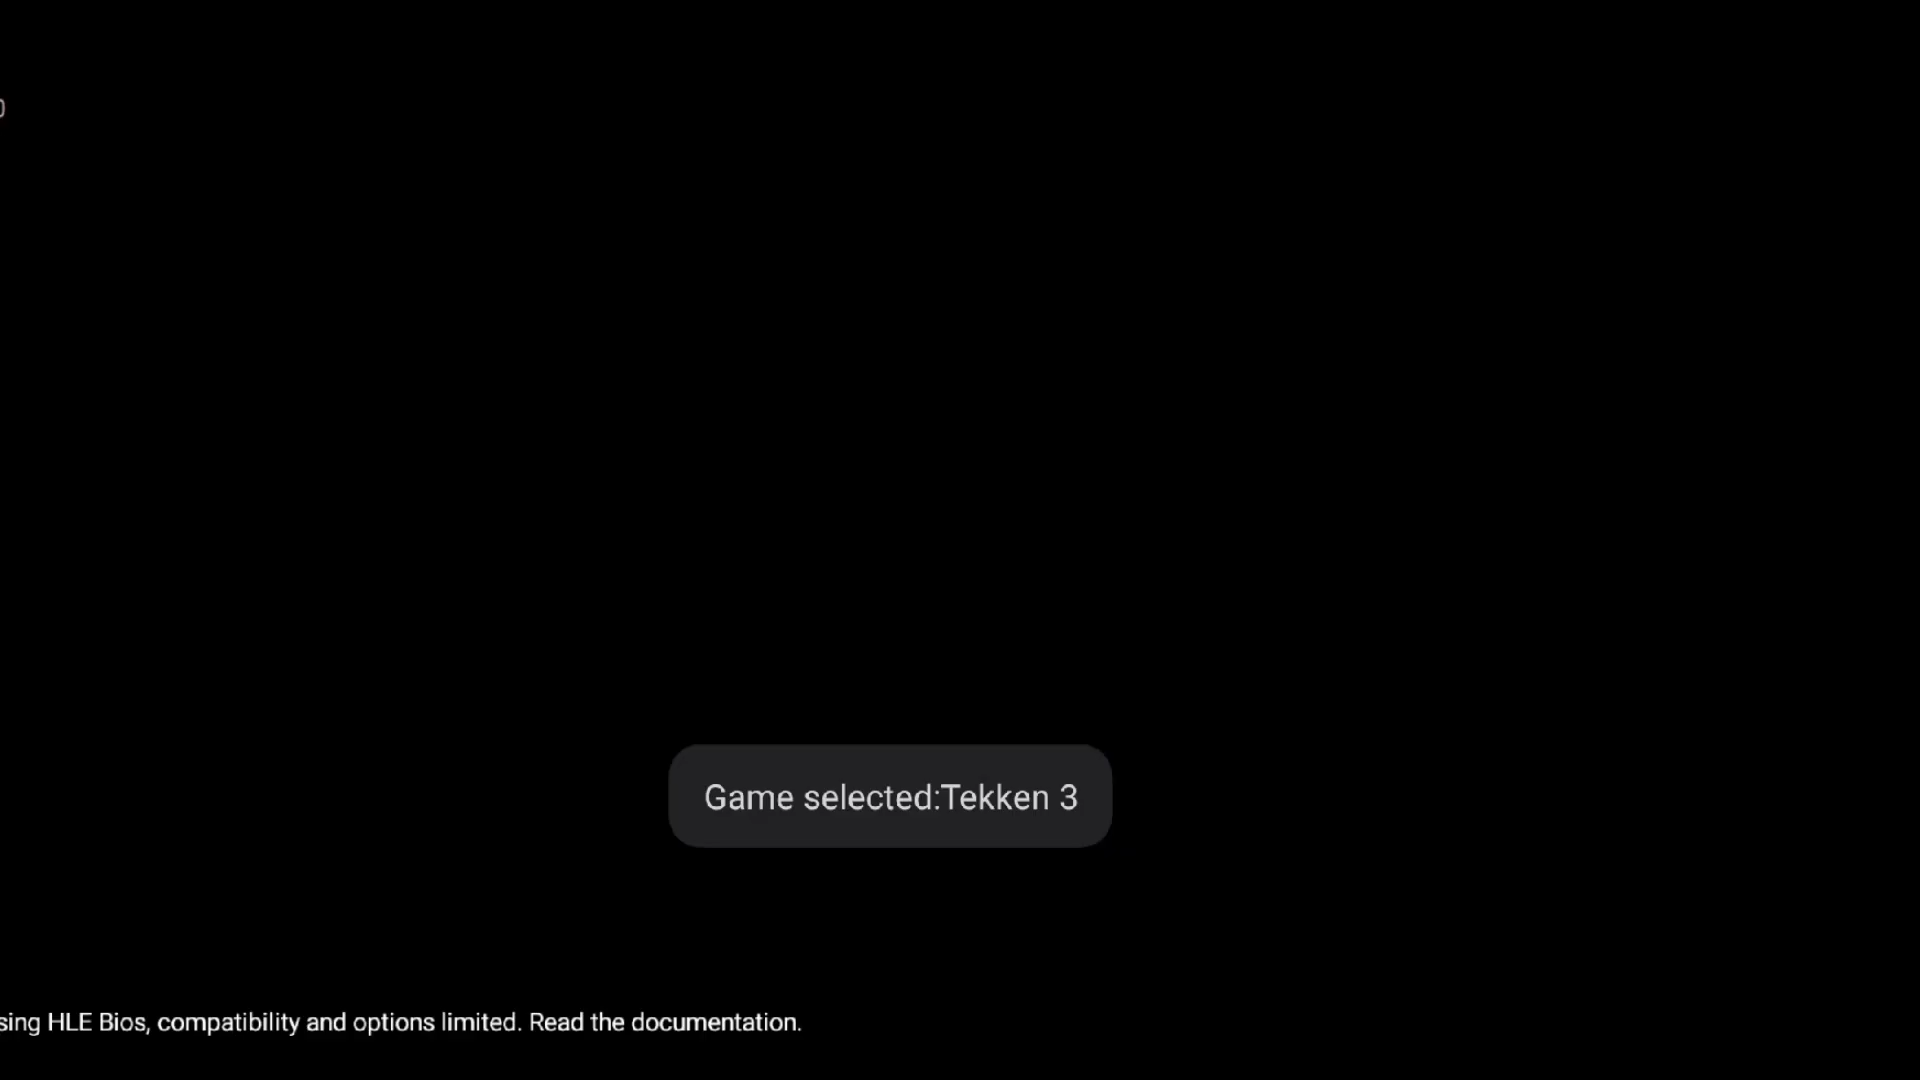 Game selected:Tekken 3
sing HLE Bios, compatibility and options limited. Read the documentation.